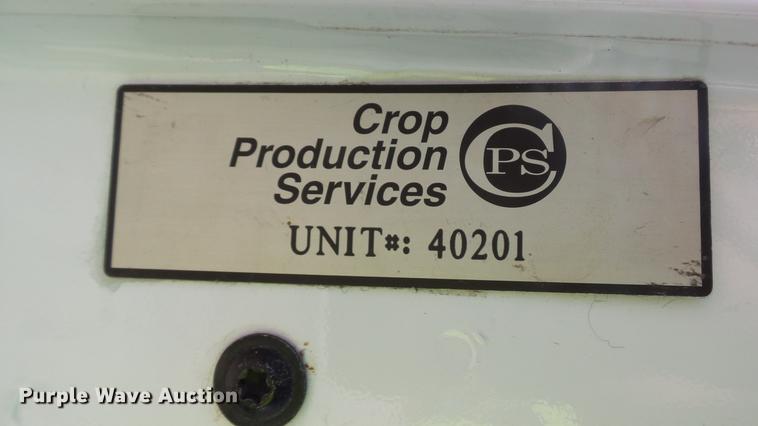 Crop
Production
Services
CPS
UNIT#: 40201
Purple Wave Auction